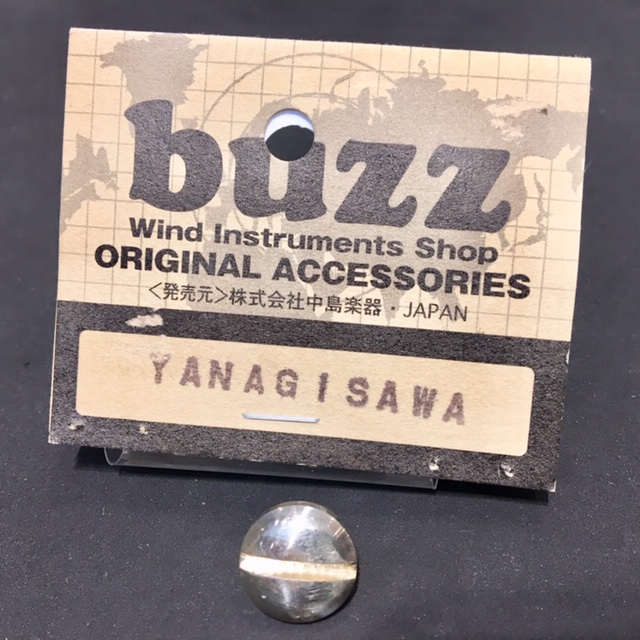 buzz
Wind Instruments Shop
ORIGINAL ACCESSORIES
<発売元>株式会社中島楽器・JAPAN
YANAGISAWA